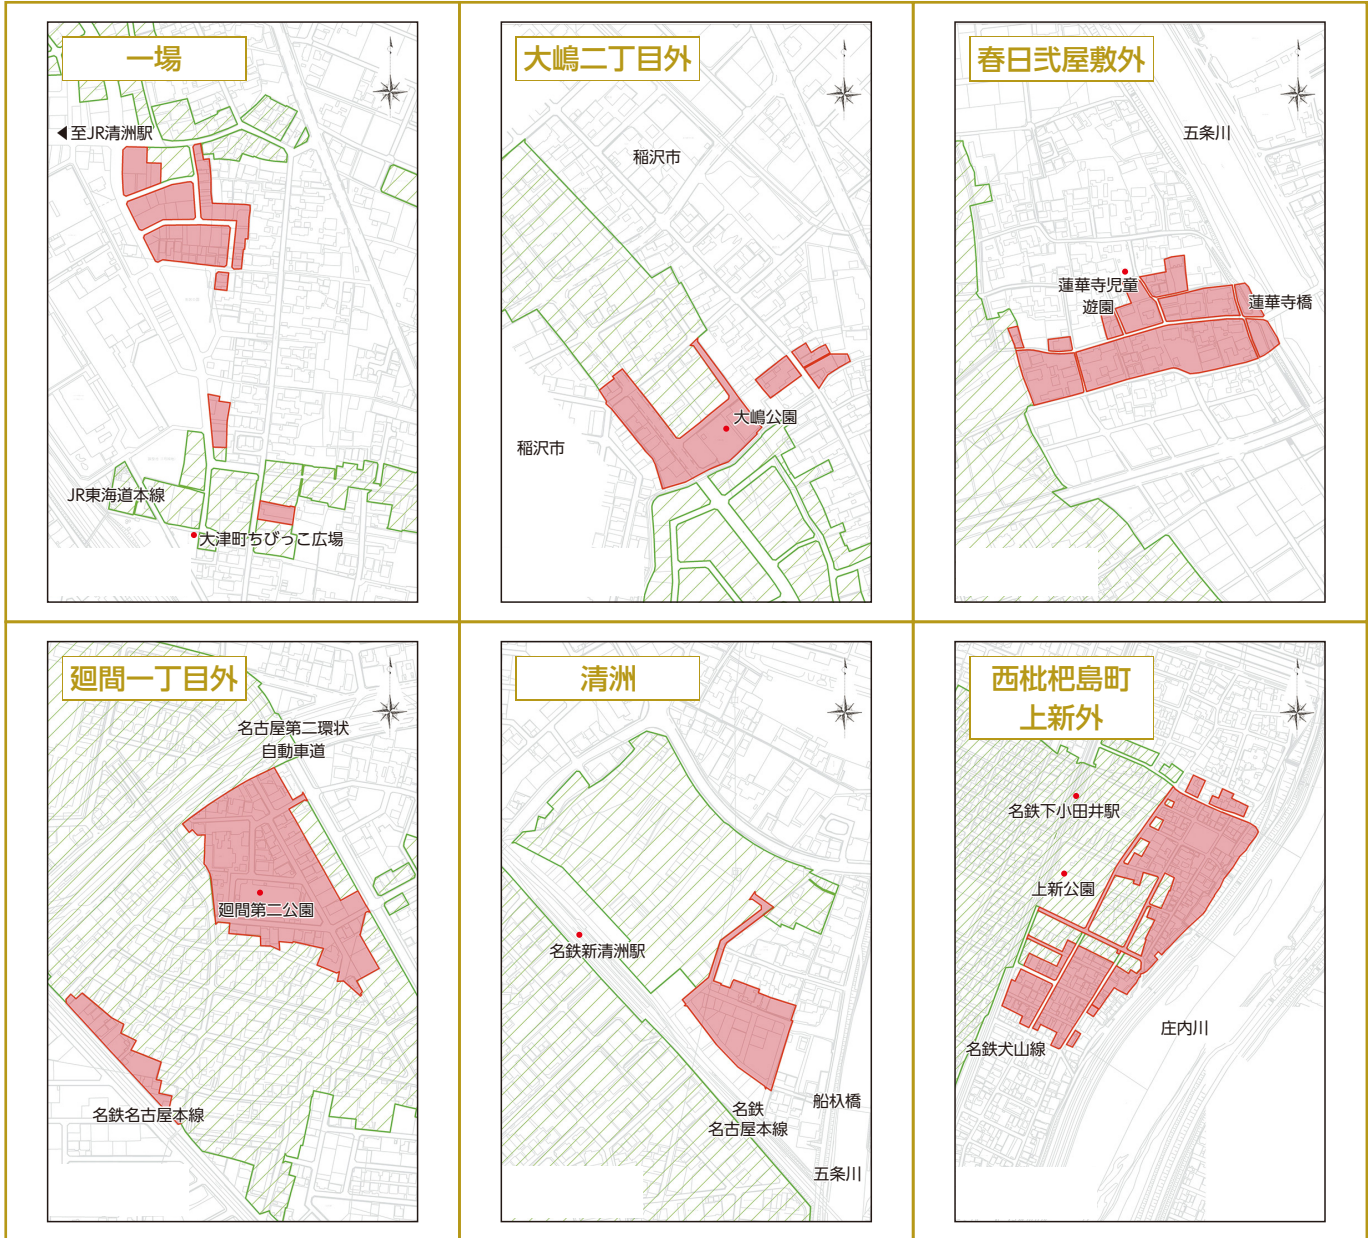 一場
至JR清洲駅
JR東海道本線
大津町ちびっこ広場
大嶋二丁目外
稲沢市
大嶋公園
稲沢市
春日弐屋敷外
五条川
蓮華寺児童
遊園
蓮華寺橋
廻間一丁目外
名古屋第二環状
自動車道
廻間第二公園
名鉄名古屋本線
清洲
名鉄新清洲駅
名鉄
名古屋本線
船杁橋
五条川
西枇杷島町
上新外
名鉄下小田井駅
上新公園
庄内川
名鉄犬山線